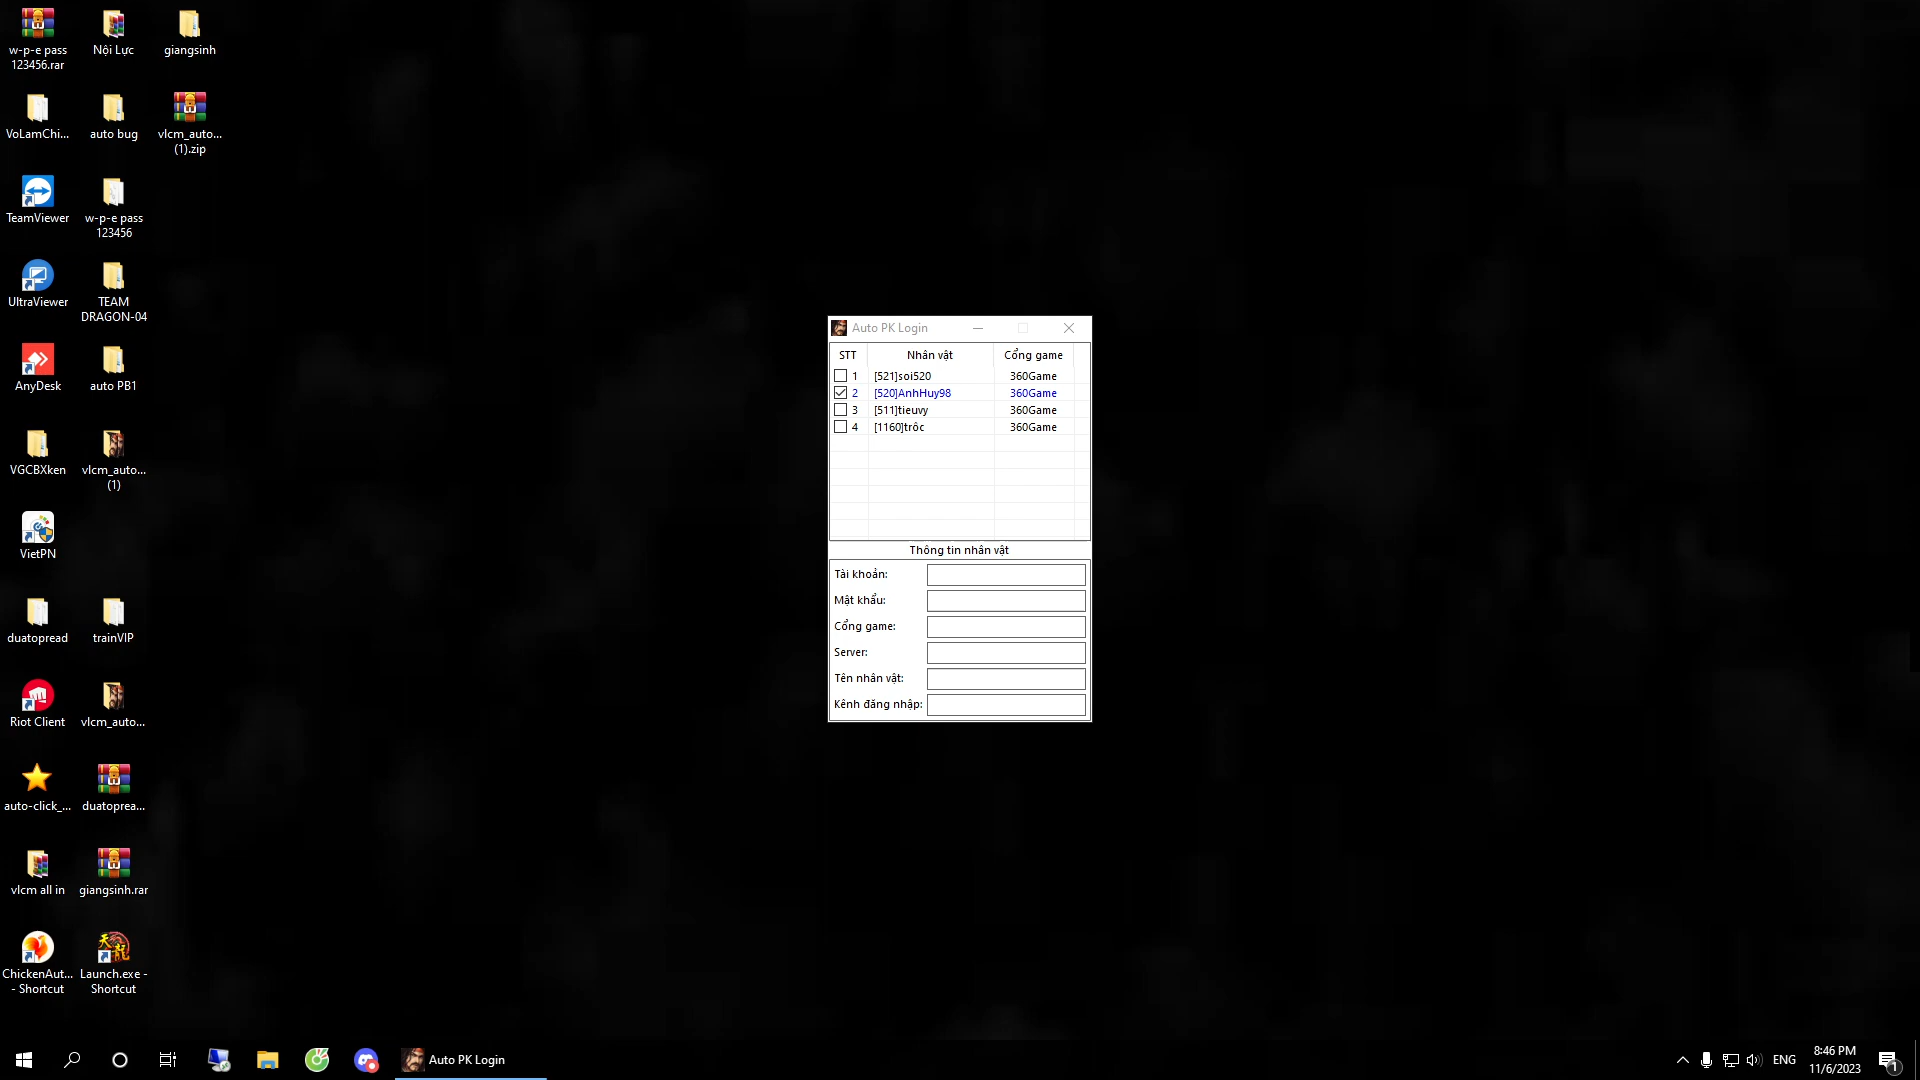 w-p-e pass
123456.rar
Nội Lực
giangsinh
VoLamChi...
auto bug
vlcm_auto...
(1).zip
TeamViewer
w-p-e pass
123456
UltraViewer
TEAM
DRAGON-04
AnyDesk
auto PB1
VGCBXken
vlcm_auto...
(1)
VietPN
duatopread
trainVIP
Riot Client
vlcm_auto...
auto-click_...
duatoprea...
vlcm all in
giangsinh.rar
ChickenAut...
- Shortcut
Launch.exe -
Shortcut
Auto PK Login
STT Nhân vật Cổng game
1 [521]soi520 360Game
2 [520]AnhHuy98 360Game
3 [511]tieuvy 360Game
4 [1160]trôc 360Game
Thông tin nhân vật
Tài khoản:
Mật khẩu:
Cổng game:
Server:
Tên nhân vật:
Kênh đăng nhập:
Auto PK Login
ENG
8:46 PM
11/6/2023
1